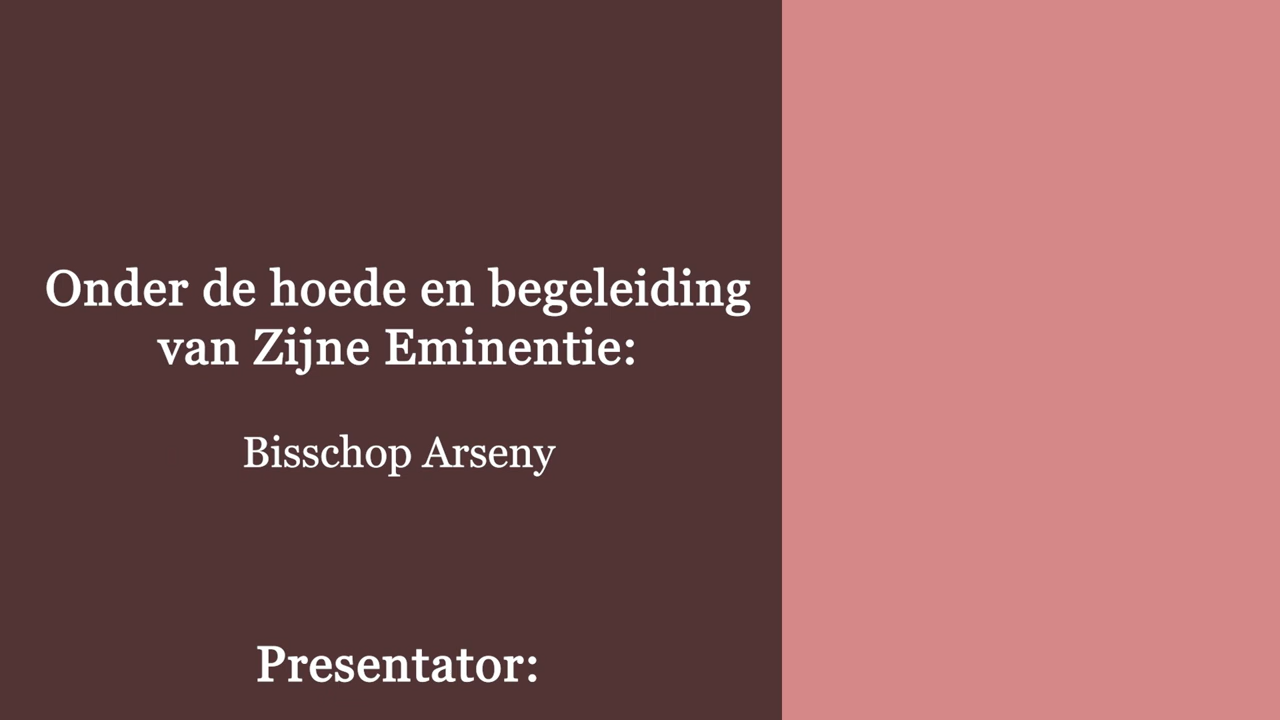 Onder de hoede en begeleiding
van Zijne Eminentie:
Bisschop Arseny
Presentator: